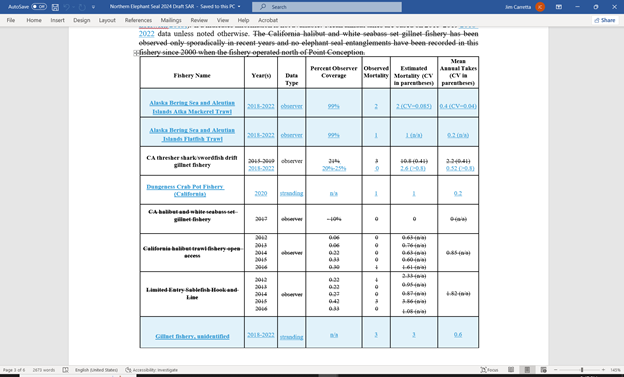 AutoSave Off Northern Elephant Seal 2024 Draft SAR - Saved to this PC Search Jim Carretta JC
File Home Insert Design Layout References Mailings Review View Help Acrobat Share
2022 data unless noted otherwise. The California halibut and white seabass set gillnet fishery has been
observed only sporadically in recent years and no elephant seal entanglements have been recorded in this
fishery since 2000 when the fishery operated north of Point Conception.
Fishery Name Year(s) Data Type Percent Observer Coverage Observed Mortality Estimated Mortality (CV in parentheses) Mean Annual Takes (CV in parentheses)
Alaska Bering Sea and Aleutian
Islands Atka Mackerel Trawl 2018-2022 observer 99% 2 2 (CV=0.085) 0.4 (CV=0.04)
Alaska Bering Sea and Aleutian
Islands Flatfish Trawl 2018-2022 observer 99% 1 1 (n/a) 0.2 (n/a)
CA thresher shark/swordfish drift
gillnet fishery
2015-2019 observer 21% 3 10.8 (0.41) 2.2 (0.41)
2018-2022 20%-25% 0 2.6 (>0.8) 0.52 (>0.8)
Dungeness Crab Pot Fishery
(California) 2020 stranding n/a 1 1 0.2
CA halibut and white seabass set
gillnet fishery 2017 observer ~10% 0 0 0 (n/a)
California halibut trawl fishery open
access observer 0.85 (n/a)
2012 0.06 0 0.63 (n/a)
2013 0.06 0 0.76 (n/a)
2014 0.22 0 0.63 (n/a)
2015 0.33 0 0.60 (n/a)
2016 0.30 1 1.61 (n/a)
Limited Entry Sablefish Hook and
Line observer 1.82 (n/a)
2012 0.22 1 2.33 (n/a)
2013 0.22 0 0.95 (n/a)
2014 0.27 0 0.87 (n/a)
2015 0.42 3 3.86 (n/a)
2016 0.33 0 1.08 (n/a)
Gillnet fishery, unidentified 2018-2022 stranding n/a 3 3 0.6
Page 3 of 6 2871 words English (United States) Accessibility: Investigate Focus 145%